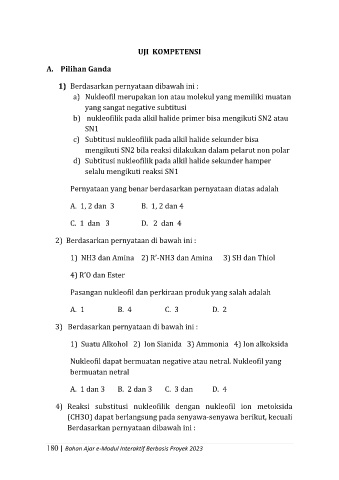 UJI KOMPETENSI
A. Pilihan Ganda
1) Berdasarkan pernyataan dibawah ini :
a) Nukleofil merupakan ion atau molekul yang memiliki muatan
yang sangat negative subtitusi
b) nukleofilik pada alkil halide primer bisa mengikuti SN2 atau
SN1
c) Subtitusi nukleofilik pada alkil halide sekunder bisa
mengikuti SN2 bila reaksi dilakukan dalam pelarut non polar
d) Subtitusi nukleofilik pada alkil halide sekunder hamper
selalu mengikuti reaksi SN1
Pernyataan yang benar berdasarkan pernyataan diatas adalah
A. 1, 2 dan 3 B. 1, 2 dan 4
C. 1 dan 3 D. 2 dan 4
2) Berdasarkan pernyataan di bawah ini :
1) NH3 dan Amina 2) R'-NH3 dan Amina 3) SH dan Thiol
4) R'O dan Ester
Pasangan nukleofil dan perkiraan produk yang salah adalah
A. 1 B. 4 C. 3 D. 2
3) Berdasarkan pernyataan di bawah ini :
1) Suatu Alkohol 2) Ion Sianida 3) Ammonia 4) Ion alkoksida
Nukleofil dapat bermuatan negative atau netral. Nukleofil yang
bermuatan netral
A. 1 dan 3 B. 2 dan 3 C. 3 dan D. 4
4) Reaksi substitusi nukleofilik dengan nukleofil ion metoksida
(CH3O) dapat berlangsung pada senyawa-senyawa berikut, kecuali
Berdasarkan pernyataan dibawah ini :
180 | Bahan Ajar e-Modul Interaktif Berbasis Proyek 2023